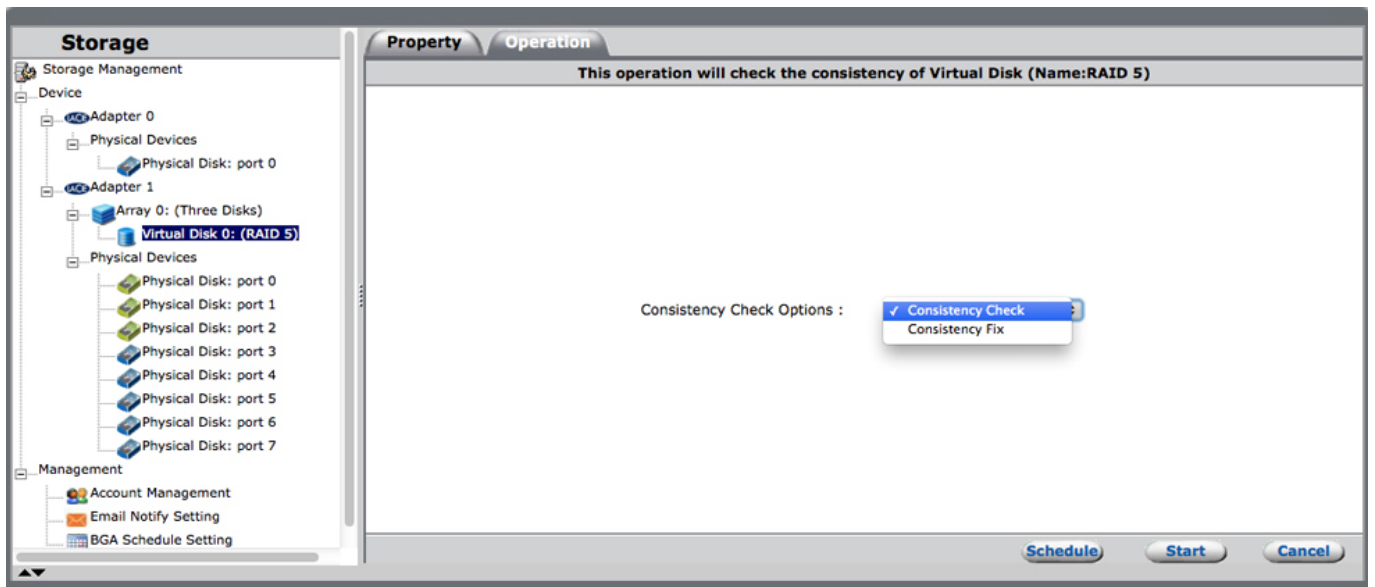 Storage
Storage Management
Device
Adapter 0
Physical Devices
Physical Disk: port 0
Adapter 1
Array 0: (Three Disks)
Virtual Disk 0: (RAID 5)
Physical Devices
Physical Disk: port 0
Physical Disk: port 1
Physical Disk: port 2
Physical Disk: port 3
Physical Disk: port 4
Physical Disk: port 5
Physical Disk: port 6
Physical Disk: port 7
Management
Account Management
Email Notify Setting
BGA Schedule Setting
Property Operation
This operation will check the consistency of Virtual Disk (Name:RAID 5)
Consistency Check Options :
✓ Consistency Check
Consistency Fix
Schedule Start Cancel